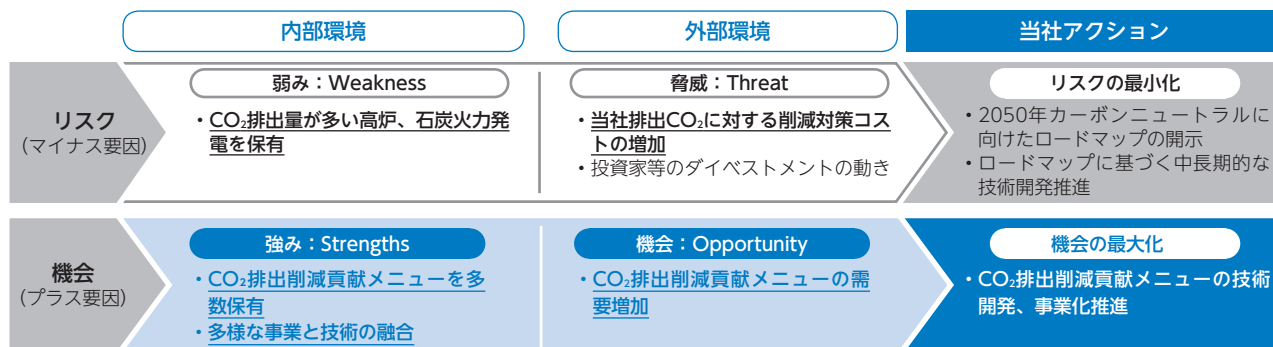 内部環境
外部環境
当社アクション
リスク
(マイナス要因)
弱み：Weakness
・CO₂排出量が多い高炉、石炭火力発
電を保有
脅威：Threat
・当社排出CO₂に対する削減対策コス
トの増加
・投資家等のダイベストメントの動き
リスクの最小化
・2050年カーボンニュートラルに
向けたロードマップの開示
・ロードマップに基づく中長期的な
技術開発推進
機会
(プラス要因)
強み：Strengths
・CO₂排出削減貢献メニューを多
数保有
・多様な事業と技術の融合
機会：Opportunity
・CO₂排出削減貢献メニューの需
要増加
機会の最大化
・CO₂排出削減貢献メニューの技術
開発、事業化推進